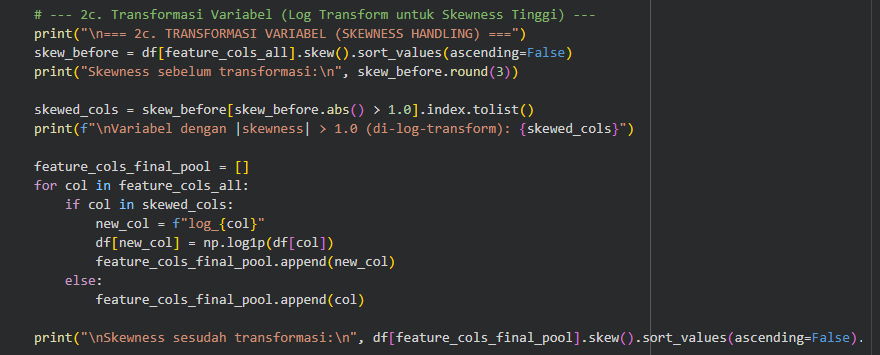 # --- 2c. Transformasi Variabel (Log Transform untuk Skewness Tinggi) ---
print("\n=== 2c. TRANSFORMASI VARIABEL (SKEWNESS HANDLING) ===")
skew_before = df[feature_cols_all].skew().sort_values(ascending=False)
print("Skewness sebelum transformasi:\n", skew_before.round(3))

skewed_cols = skew_before[skew_before.abs() > 1.0].index.tolist()
print(f"\nVariabel dengan |skewness| > 1.0 (di-log-transform): {skewed_cols}")

feature_cols_final_pool = []
for col in feature_cols_all:
    if col in skewed_cols:
        new_col = f"log_{col}"
        df[new_col] = np.log1p(df[col])
        feature_cols_final_pool.append(new_col)
    else:
        feature_cols_final_pool.append(col)

print("\nSkewness sesudah transformasi:\n", df[feature_cols_final_pool].skew().sort_values(ascending=False).